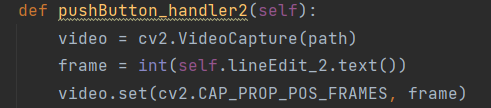 def pushButton_handler2(self):
    video = cv2.VideoCapture(path)
    frame = int(self.lineEdit_2.text())
    video.set(cv2.CAP_PROP_POS_FRAMES, frame)